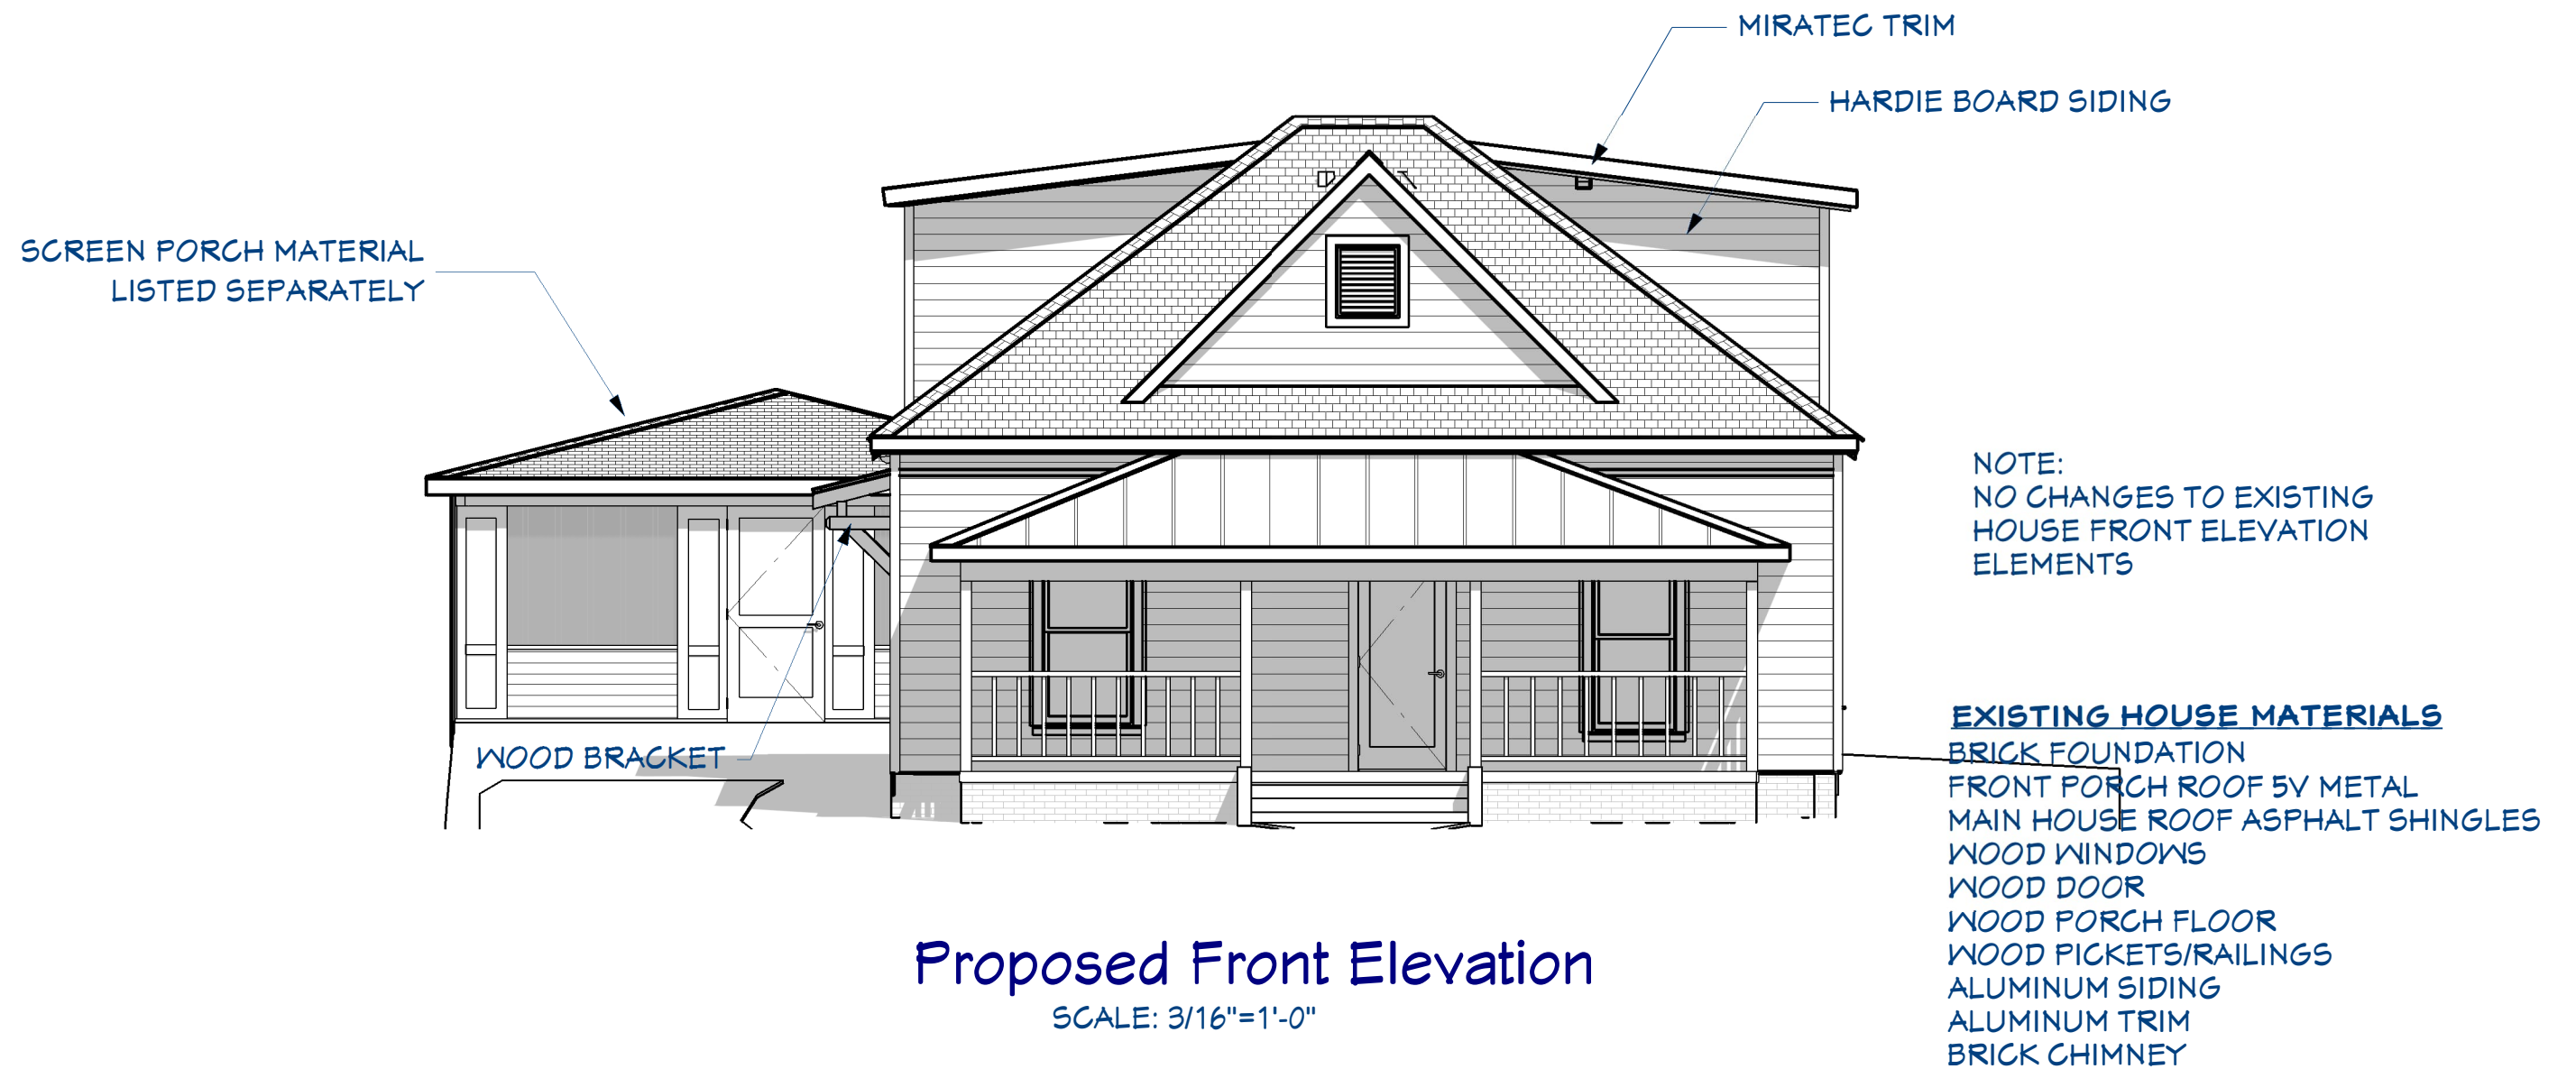 MIRATEC TRIM
HARDIE BOARD SIDING
SCREEN PORCH MATERIAL
LISTED SEPARATELY
NOTE:
NO CHANGES TO EXISTING
HOUSE FRONT ELEVATION
ELEMENTS
WOOD BRACKET
EXISTING HOUSE MATERIALS
BRICK FOUNDATION
FRONT PORCH ROOF 5V METAL
MAIN HOUSE ROOF ASPHALT SHINGLES
WOOD WINDOWS
WOOD DOOR
WOOD PORCH FLOOR
WOOD PICKETS/RAILINGS
ALUMINUM SIDING
ALUMINUM TRIM
BRICK CHIMNEY
Proposed Front Elevation
SCALE: 3/16"=1'-0"